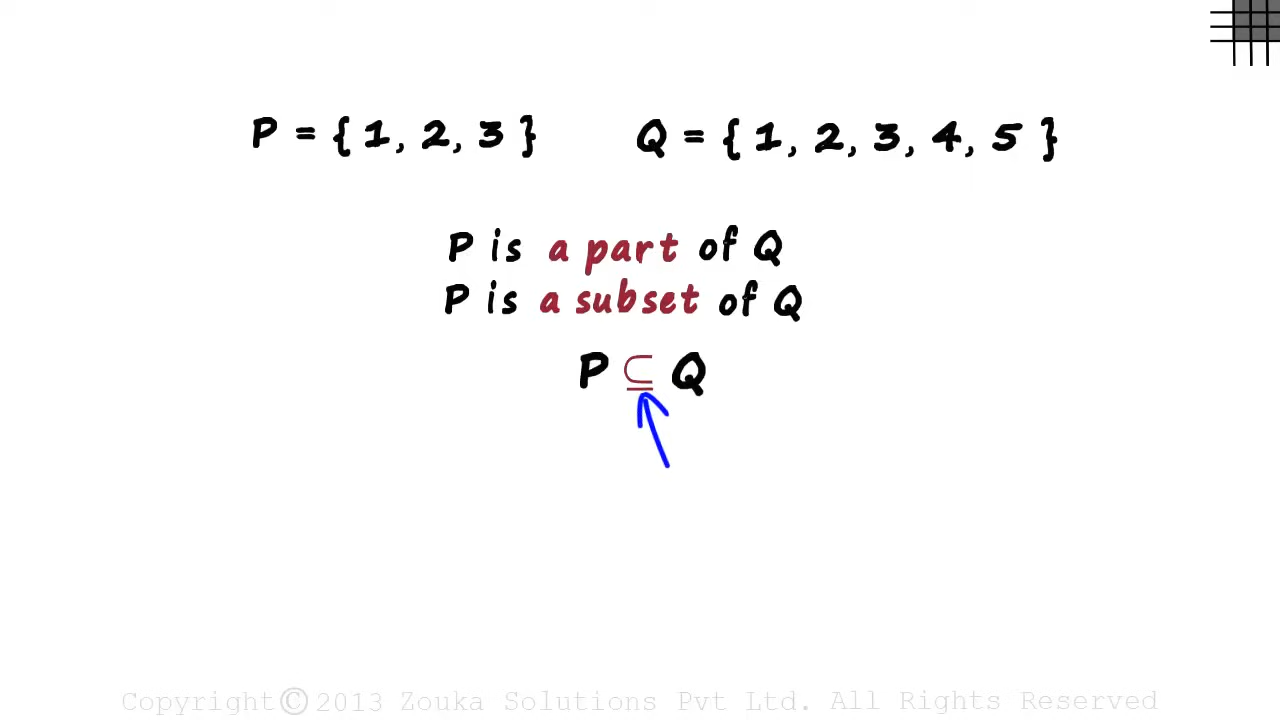 P = { 1, 2, 3 } Q = { 1, 2, 3, 4, 5 }
P is a part of Q
P is a subset of Q
P ⊆ Q
Copyright© 2013 Zouka Solutions Pvt Ltd. All Rights Reserved